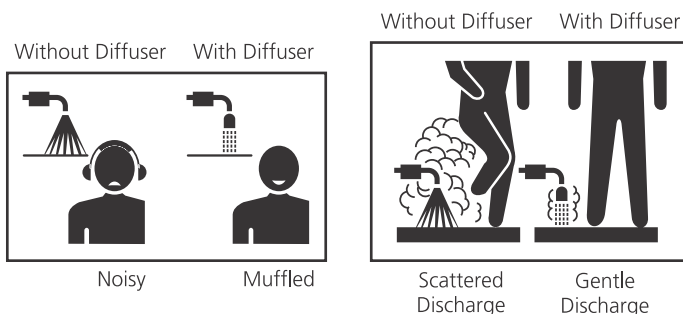 Without Diffuser
With Diffuser
Noisy
Muffled
Without Diffuser
With Diffuser
Scattered
Discharge
Gentle
Discharge